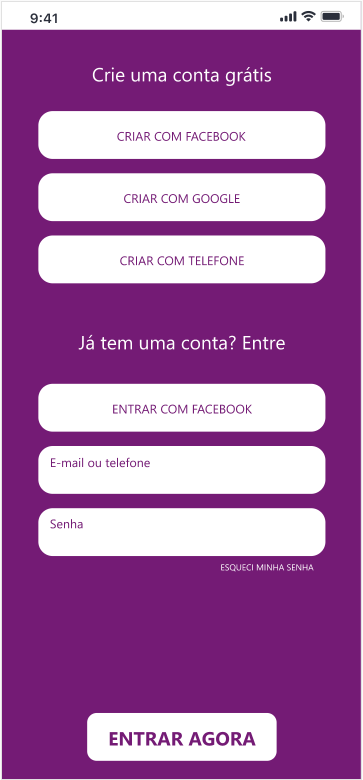 9:41
Crie uma conta grátis
CRIAR COM FACEBOOK
CRIAR COM GOOGLE
CRIAR COM TELEFONE
Já tem uma conta? Entre
ENTRAR COM FACEBOOK
E-mail ou telefone
Senha
ESQUECI MINHA SENHA
ENTRAR AGORA